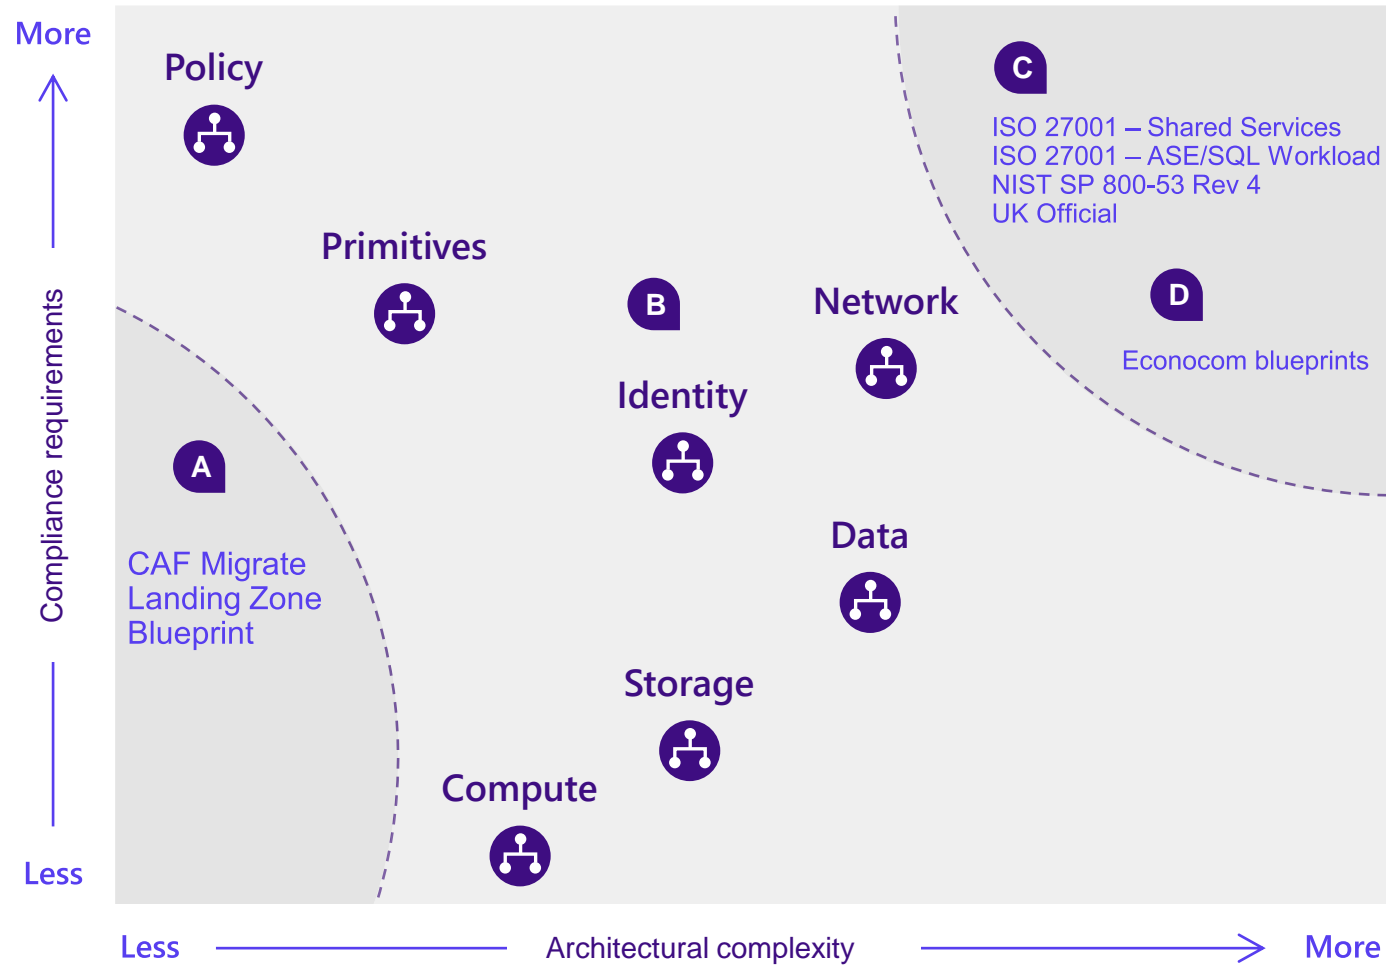 More
Policy
C
ISO 27001 – Shared Services
ISO 27001 – ASE/SQL Workload
NIST SP 800-53 Rev 4
UK Official
Primitives
B
Network
D
Econocom blueprints
Identity
Compliance requirements
A
CAF Migrate
Landing Zone
Blueprint
Data
Storage
Compute
Less
Less
Architectural complexity
More